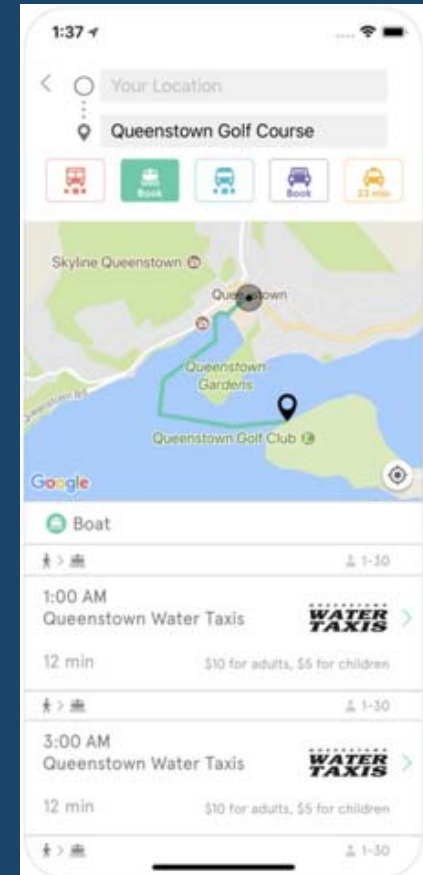 1:37
Your Location
Queenstown Golf Course
Book
Book
33 min
Skyline Queenstown
Queenstown
Queenstown
Gardens
Queenstown Rd
Queenstown Golf Club
Google
Boat
1-30
1:00 AM
Queenstown Water Taxis
WATER
TAXIS
12 min
$10 for adults, $5 for children
1-30
3:00 AM
Queenstown Water Taxis
WATER
TAXIS
12 min
$10 for adults, $5 for children
1-30